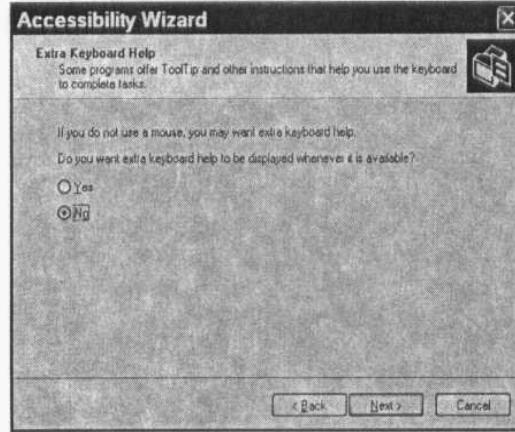 Accessibility Wizard
Extra Keyboard Help
Some programs offer ToolTip and other instructions that help you use the keyboard
to complete tasks.
If you do not use a mouse, you may want extra keyboard help.
Do you want extra keyboard help to be displayed whenever it is available?
Yes
No
< Back
Next >
Cancel